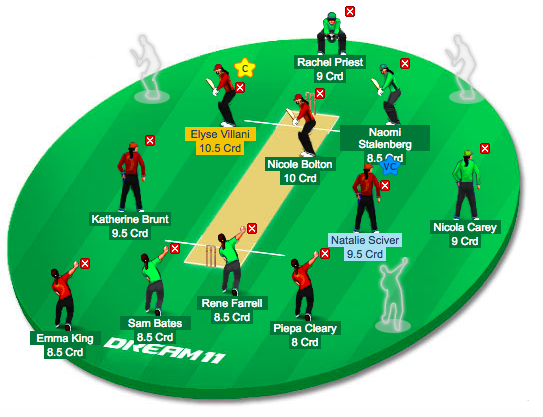 Rachel Priest
9 Crd
C
Elyse Villani
10.5 Crd
Naomi
Stalenberg
8.5 Crd
Nicole Bolton
10 Crd
VC
Katherine Brunt
9.5 Crd
Natalie Sciver
9.5 Crd
Nicola Carey
9 Crd
Rene Farrell
8.5 Crd
Piepa Cleary
8 Crd
Sam Bates
8.5 Crd
Emma King
8.5 Crd
DREAM11